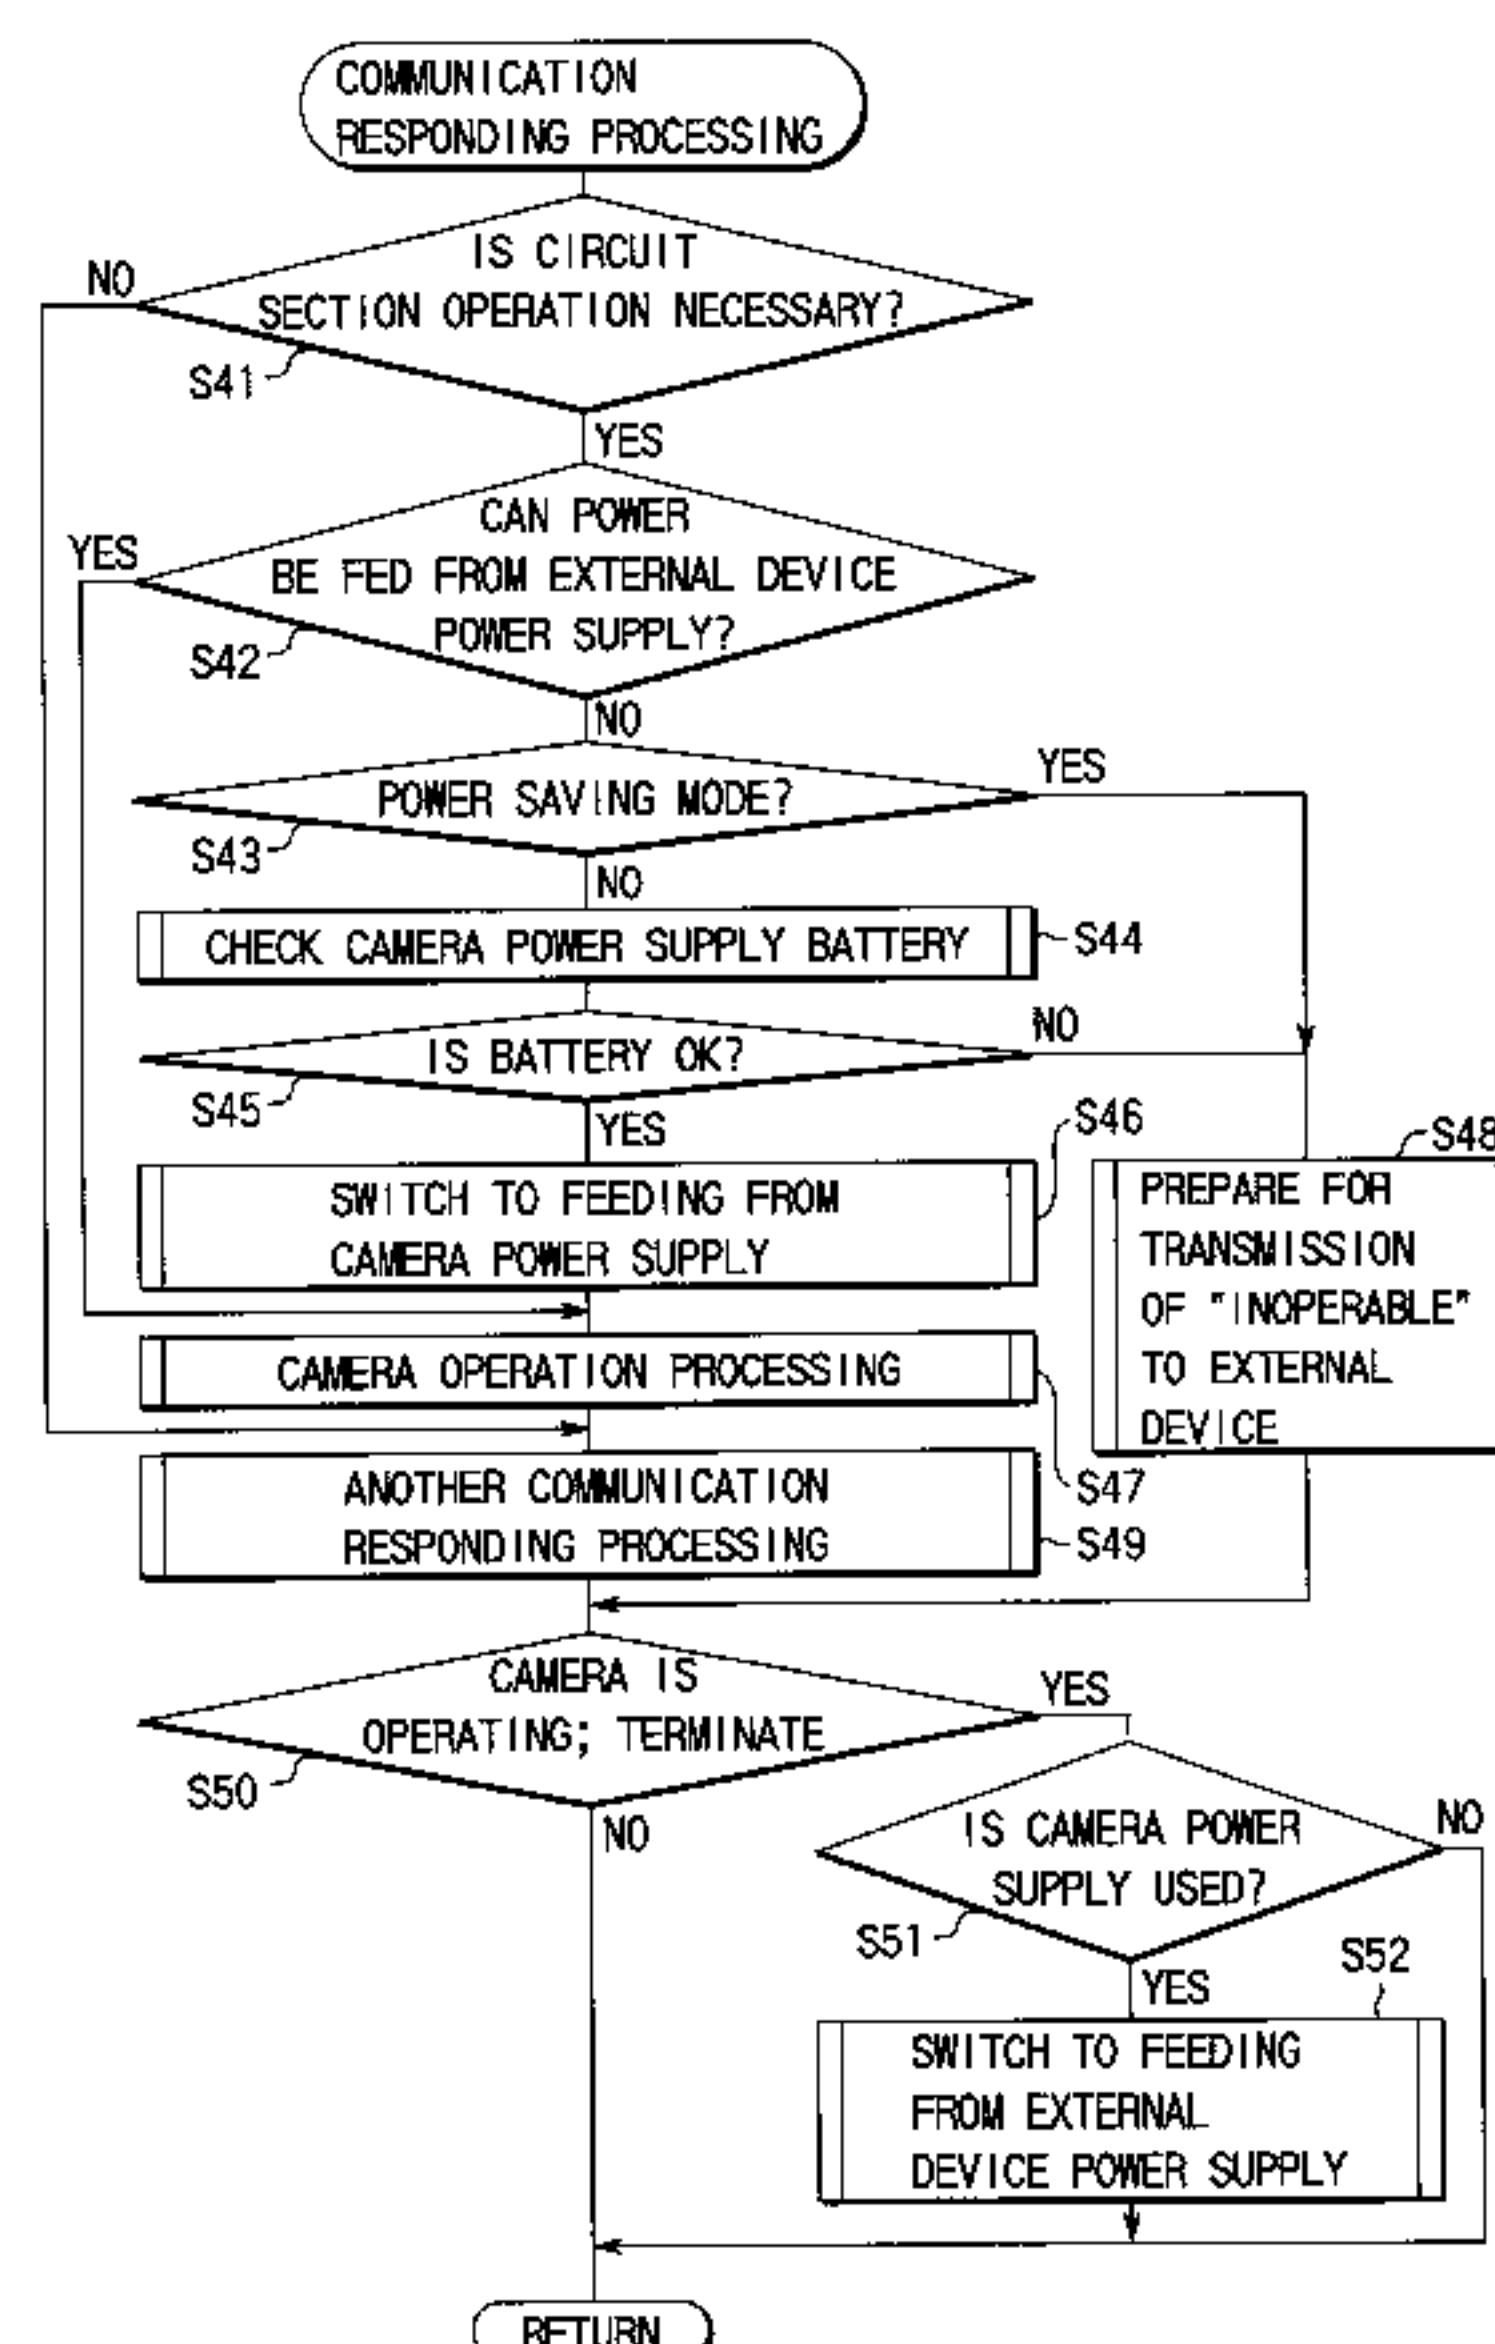 COMMUNICATION
RESPONDING PROCESSING
IS CIRCUIT
SECTION OPERATION NECESSARY?
NO
S41
YES
CAN POWER
BE FED FROM EXTERNAL DEVICE
POWER SUPPLY?
YES
S42
NO
POWER SAVING MODE?
YES
S43
NO
CHECK CAMERA POWER SUPPLY BATTERY
S44
IS BATTERY OK?
NO
S45
YES
S46
SWITCH TO FEEDING FROM
CAMERA POWER SUPPLY
S48
PREPARE FOR
TRANSMISSION
OF "INOPERABLE"
TO EXTERNAL
DEVICE
CAMERA OPERATION PROCESSING
S47
ANOTHER COMMUNICATION
RESPONDING PROCESSING
S49
CAMERA IS
OPERATING; TERMINATE
YES
S50
NO
IS CAMERA POWER
SUPPLY USED?
NO
S51
YES
S52
SWITCH TO FEEDING
FROM EXTERNAL
DEVICE POWER SUPPLY
RETURN